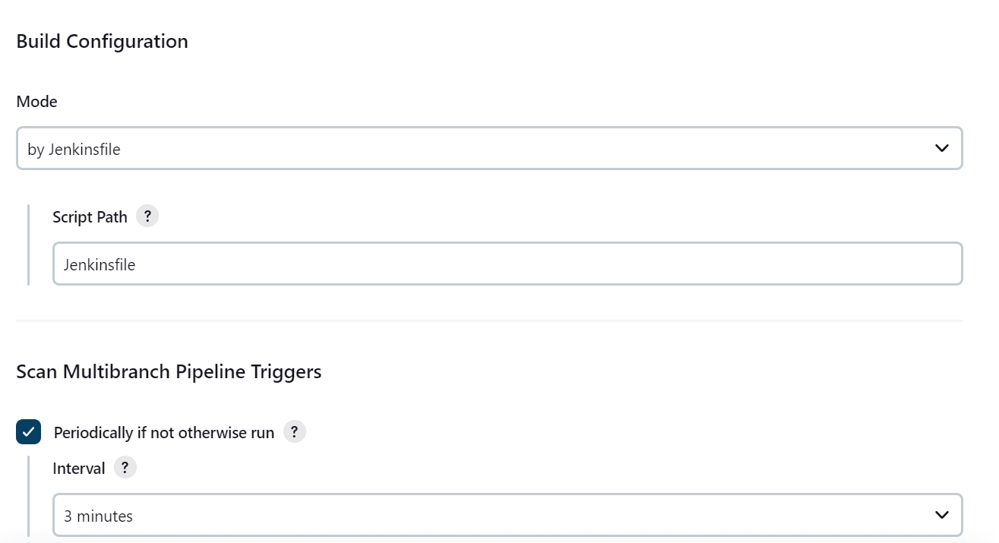 Build Configuration
Mode
by Jenkinsfile
Script Path ?
Jenkinsfile
Scan Multibranch Pipeline Triggers
Periodically if not otherwise run ?
Interval ?
3 minutes